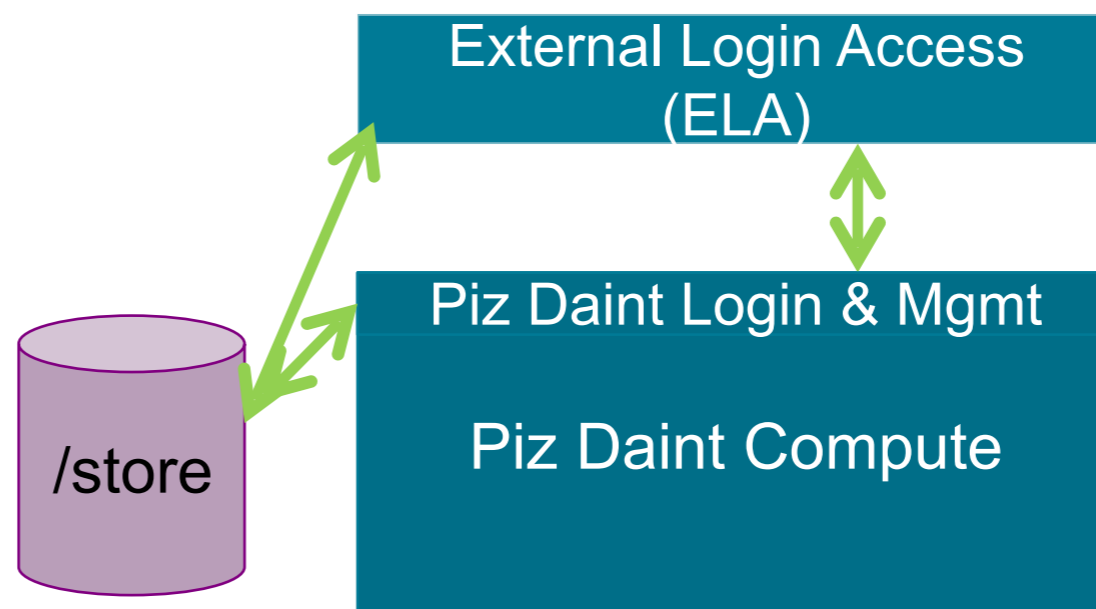 External Login Access
(ELA)
Piz Daint Login & Mgmt
Piz Daint Compute
/store